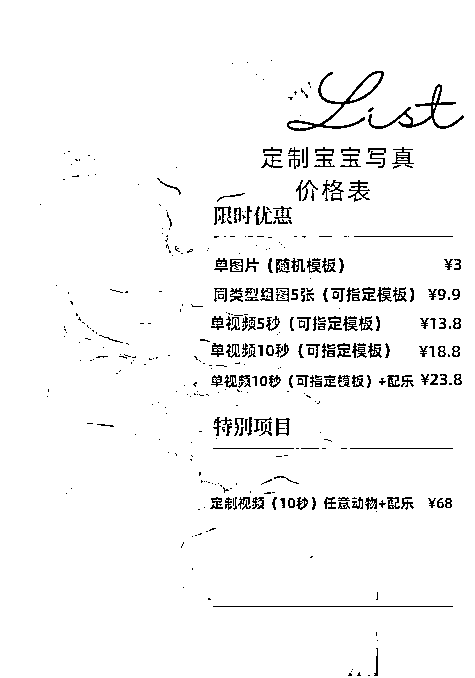 List
定制宝宝写真
价格表
限时优惠
单图片（随机模板） ¥3
同类型组图5张（可指定模板） ¥9.9
单视频5秒（可指定模板） ¥13.8
单视频10秒（可指定模板） ¥18.8
单视频10秒（可指定模板）+配乐 ¥23.8
特别项目
定制视频（10秒）任意动物+配乐 ¥68